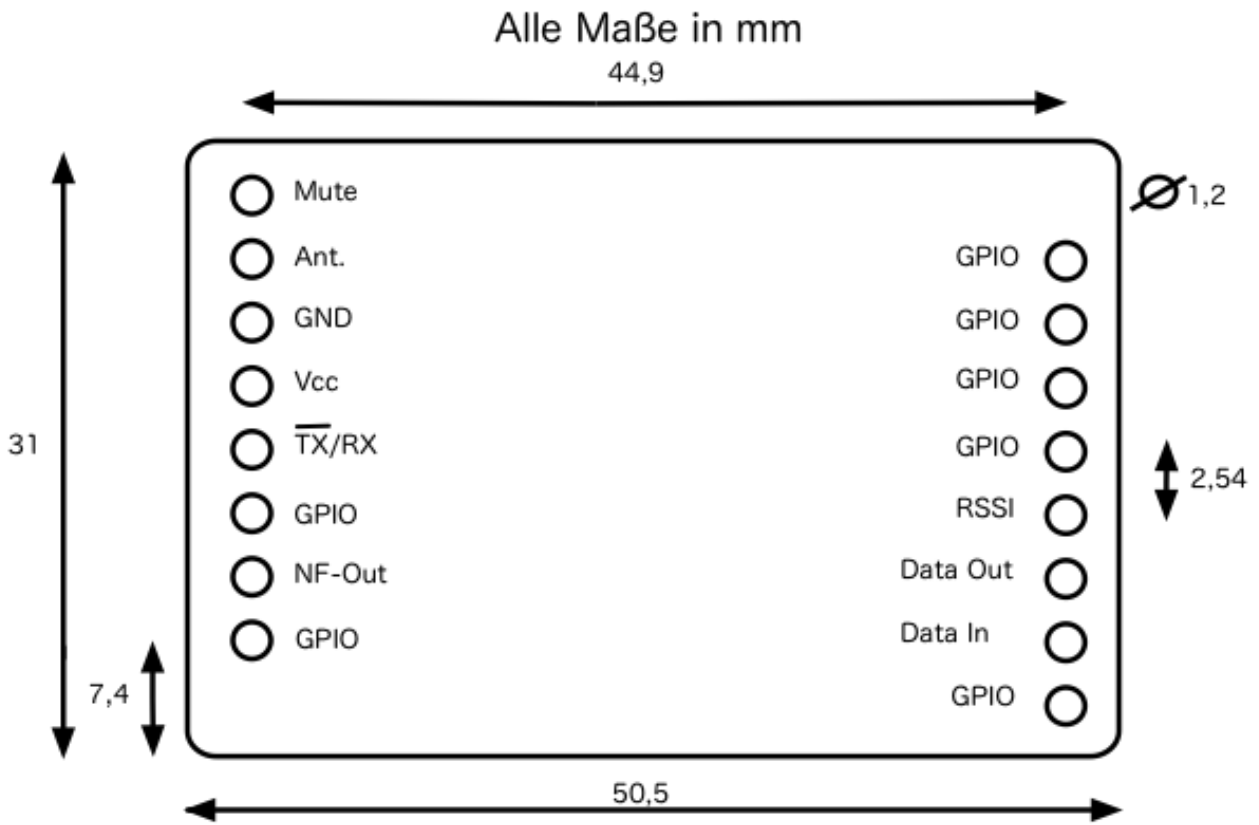 Alle Maße in mm
44,9
Mute
1,2
Ant.
GPIO
GND
GPIO
Vcc
GPIO
31
TX/RX
GPIO
2,54
GPIO
RSSI
NF-Out
Data Out
GPIO
Data In
7,4
GPIO
50,5